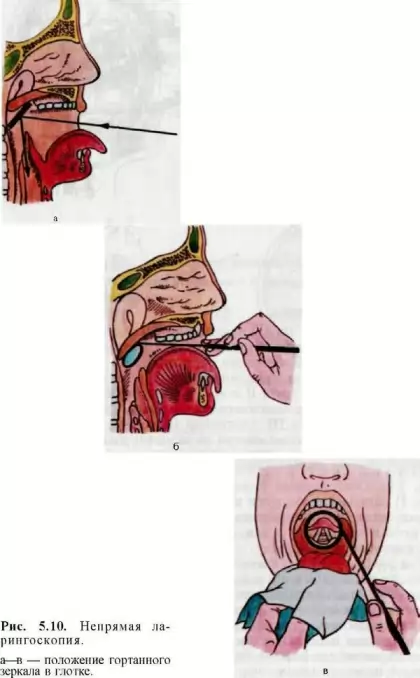 а
б
в
Рис. 5.10. Непрямая ла-
рингоскопия.
а—в — положение гортанного
зеркала в глотке.